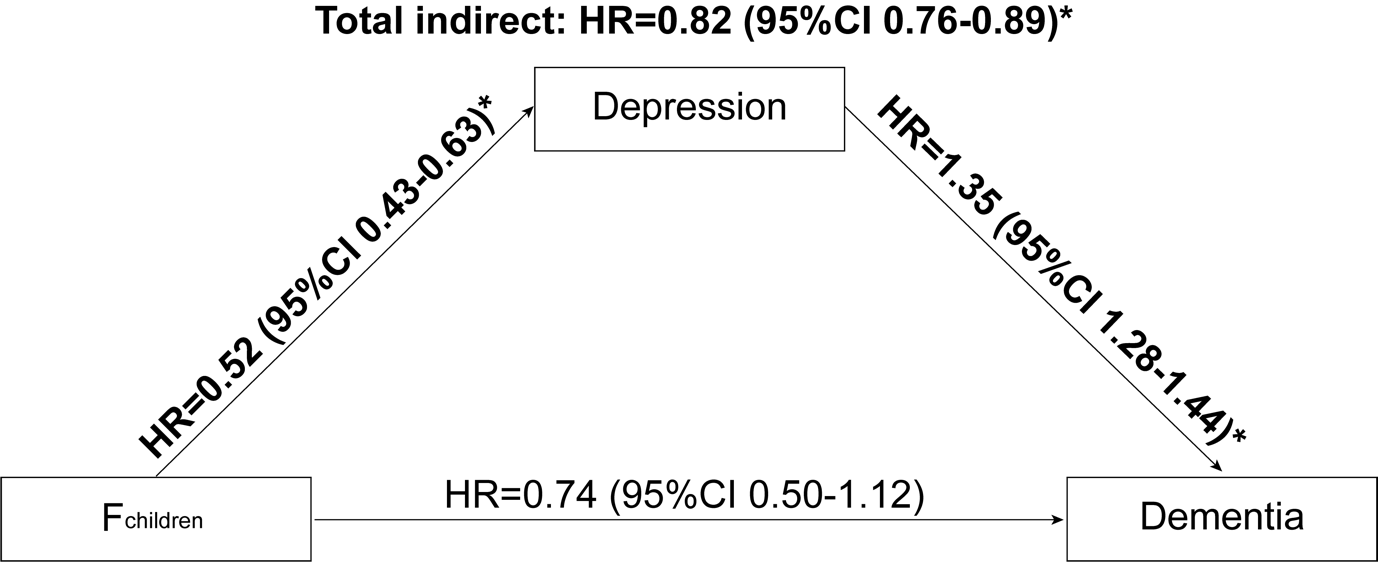 Total indirect: HR=0.82 (95%CI 0.76-0.89)*
Depression
HR=0.52 (95%CI 0.43-0.63)*
HR=1.35 (95%CI 1.28-1.44)*
HR=0.74 (95%CI 0.50-1.12)
Fchildren
Dementia